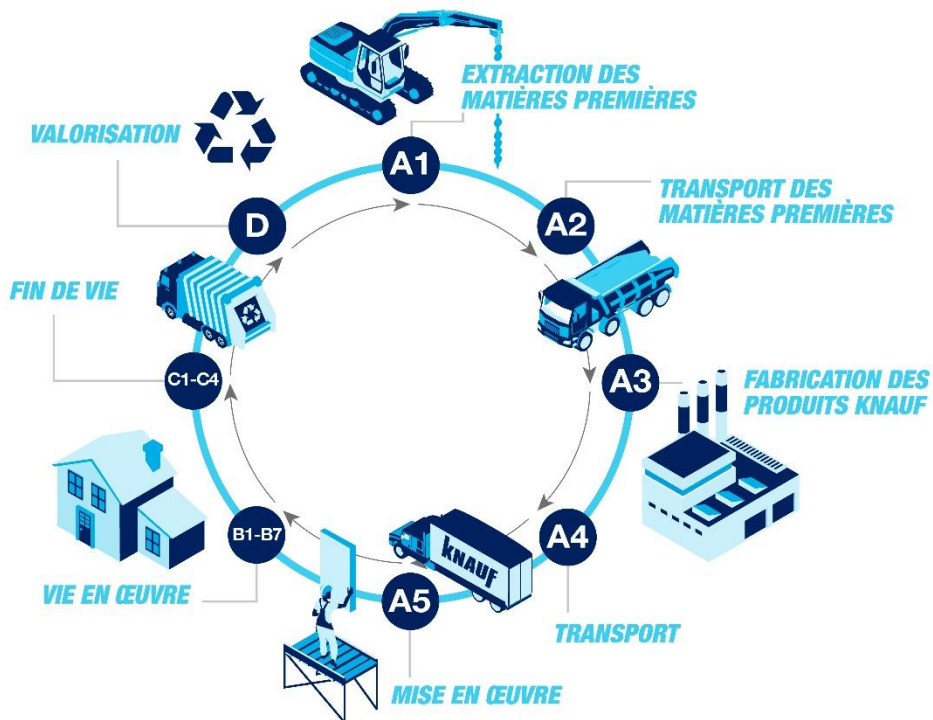 A1
EXTRACTION DES
MATIÈRES PREMIÈRES
A2
TRANSPORT DES
MATIÈRES PREMIÈRES
A3
FABRICATION DES
PRODUITS KNAUF
A4
TRANSPORT
KNAUF
A5
MISE EN ŒUVRE
B1-B7
VIE EN ŒUVRE
C1-C4
FIN DE VIE
D
VALORISATION